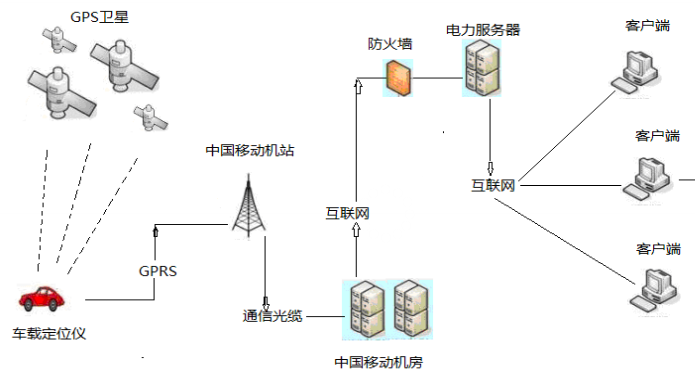 GPS卫星
客户端
电力服务器
防火墙
客户端
中国移动机站
互联网
互联网
客户端
GPRS
通信光缆
车载定位仪
中国移动机房